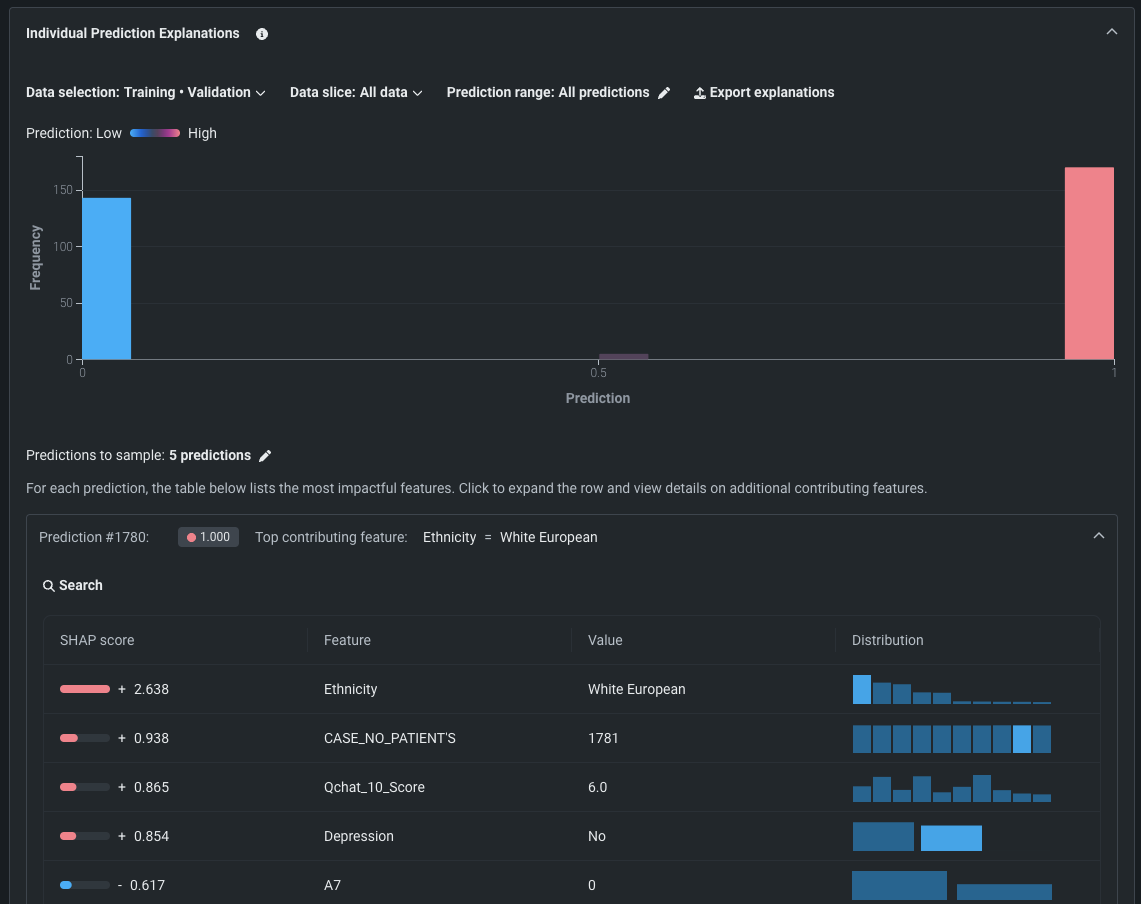 Individual Prediction Explanations
Data selection: Training • Validation Data slice: All data Prediction range: All predictions Export explanations
Prediction: Low High
150
100
50
0
Frequency
0 0.5 1
Prediction
Predictions to sample: 5 predictions
For each prediction, the table below lists the most impactful features. Click to expand the row and view details on additional contributing features.
Prediction #1780: 1.000 Top contributing feature: Ethnicity = White European
Search
SHAP score Feature Value Distribution
+ 2.638 Ethnicity White European
+ 0.938 CASE_NO_PATIENT'S 1781
+ 0.865 Qchat_10_Score 6.0
+ 0.854 Depression No
- 0.617 A7 0